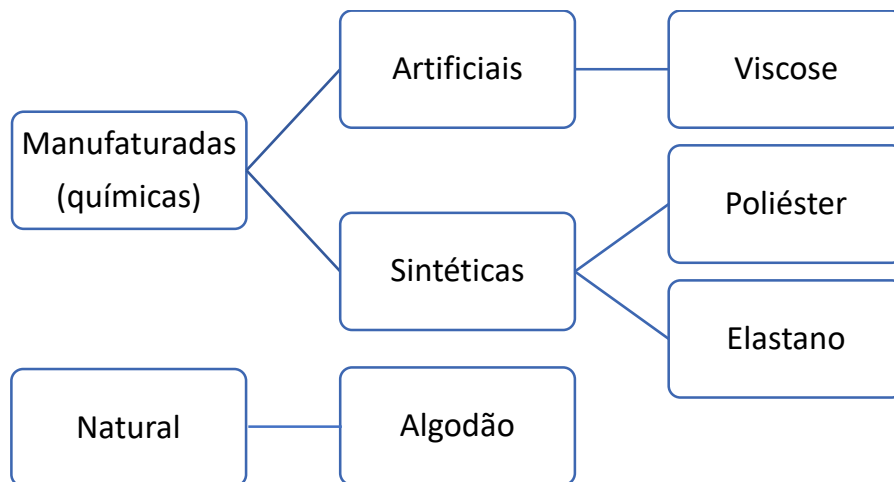 Manufaturadas
(químicas)
Artificiais
Viscose
Sintéticas
Poliéster
Elastano
Natural
Algodão